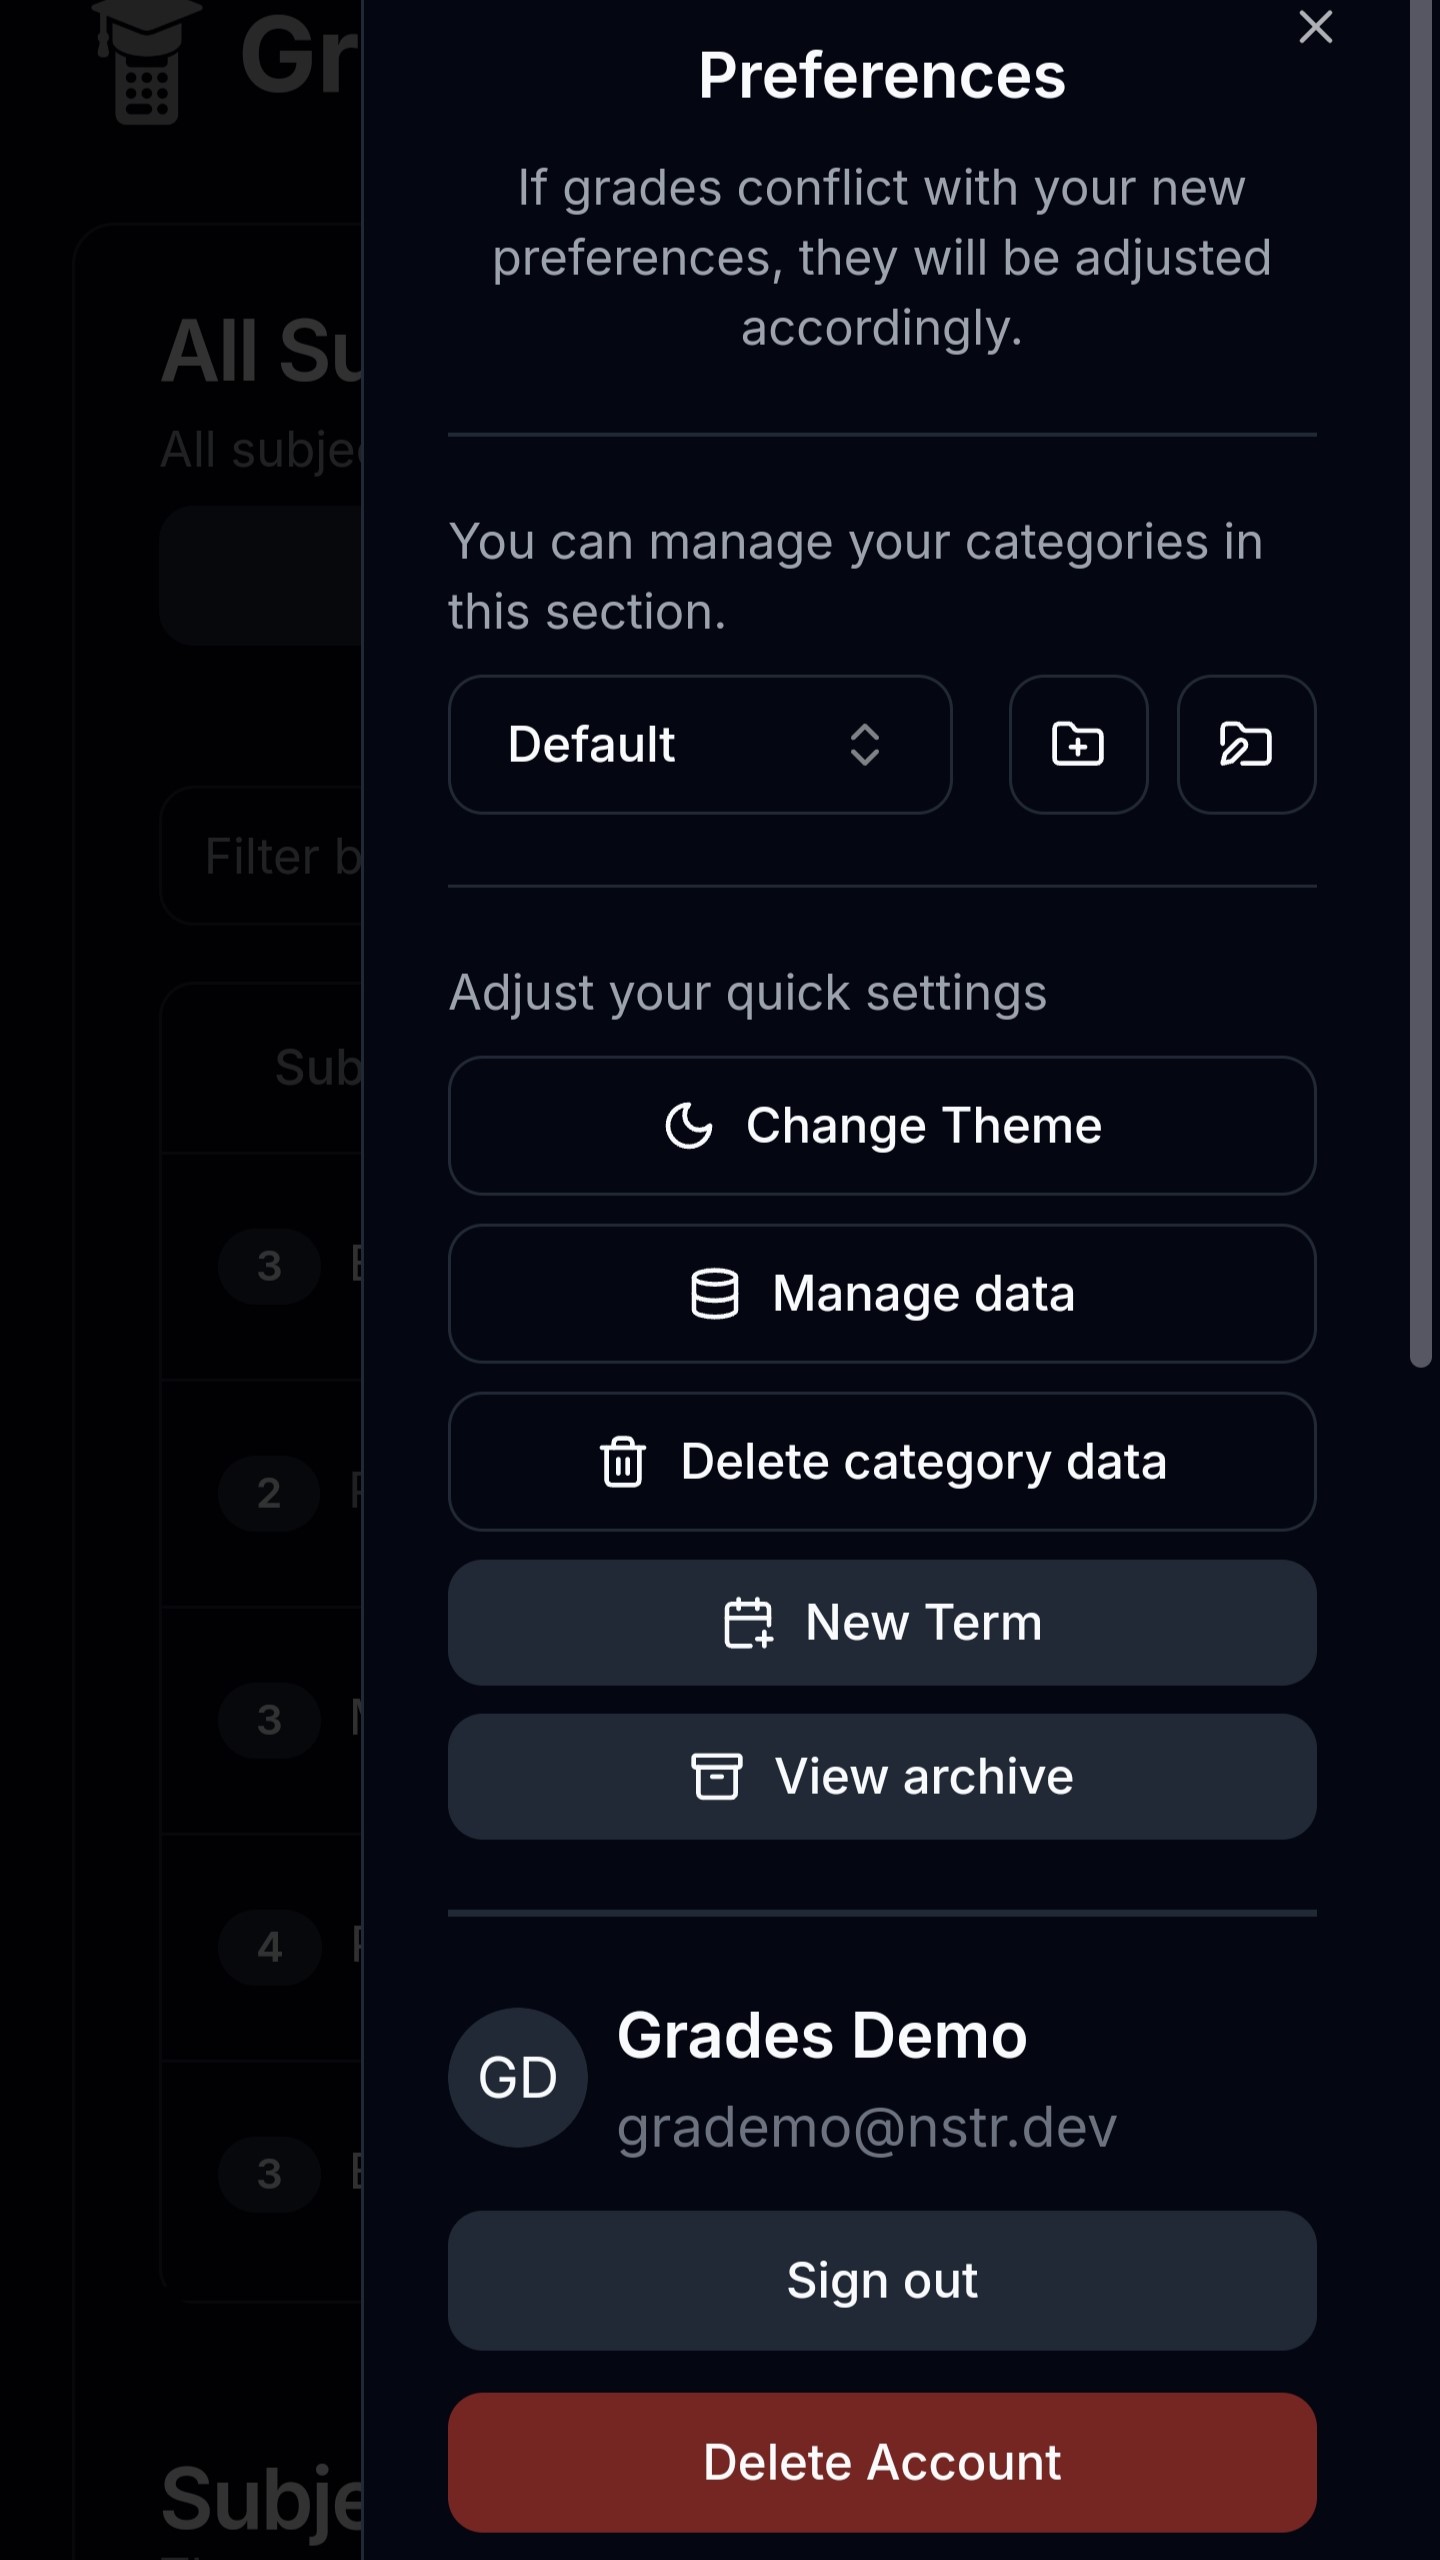 Gr
Preferences
If grades conflict with your new
preferences, they will be adjusted
accordingly.
All Su
All subje
You can manage your categories in
this section.
Default
Filter b
Adjust your quick settings
Sub
Change Theme
Manage data
3
Delete category data
2
New Term
3
View archive
4
Grades Demo
GD
grademo@nstr.dev
3
Sign out
Delete Account
Subje